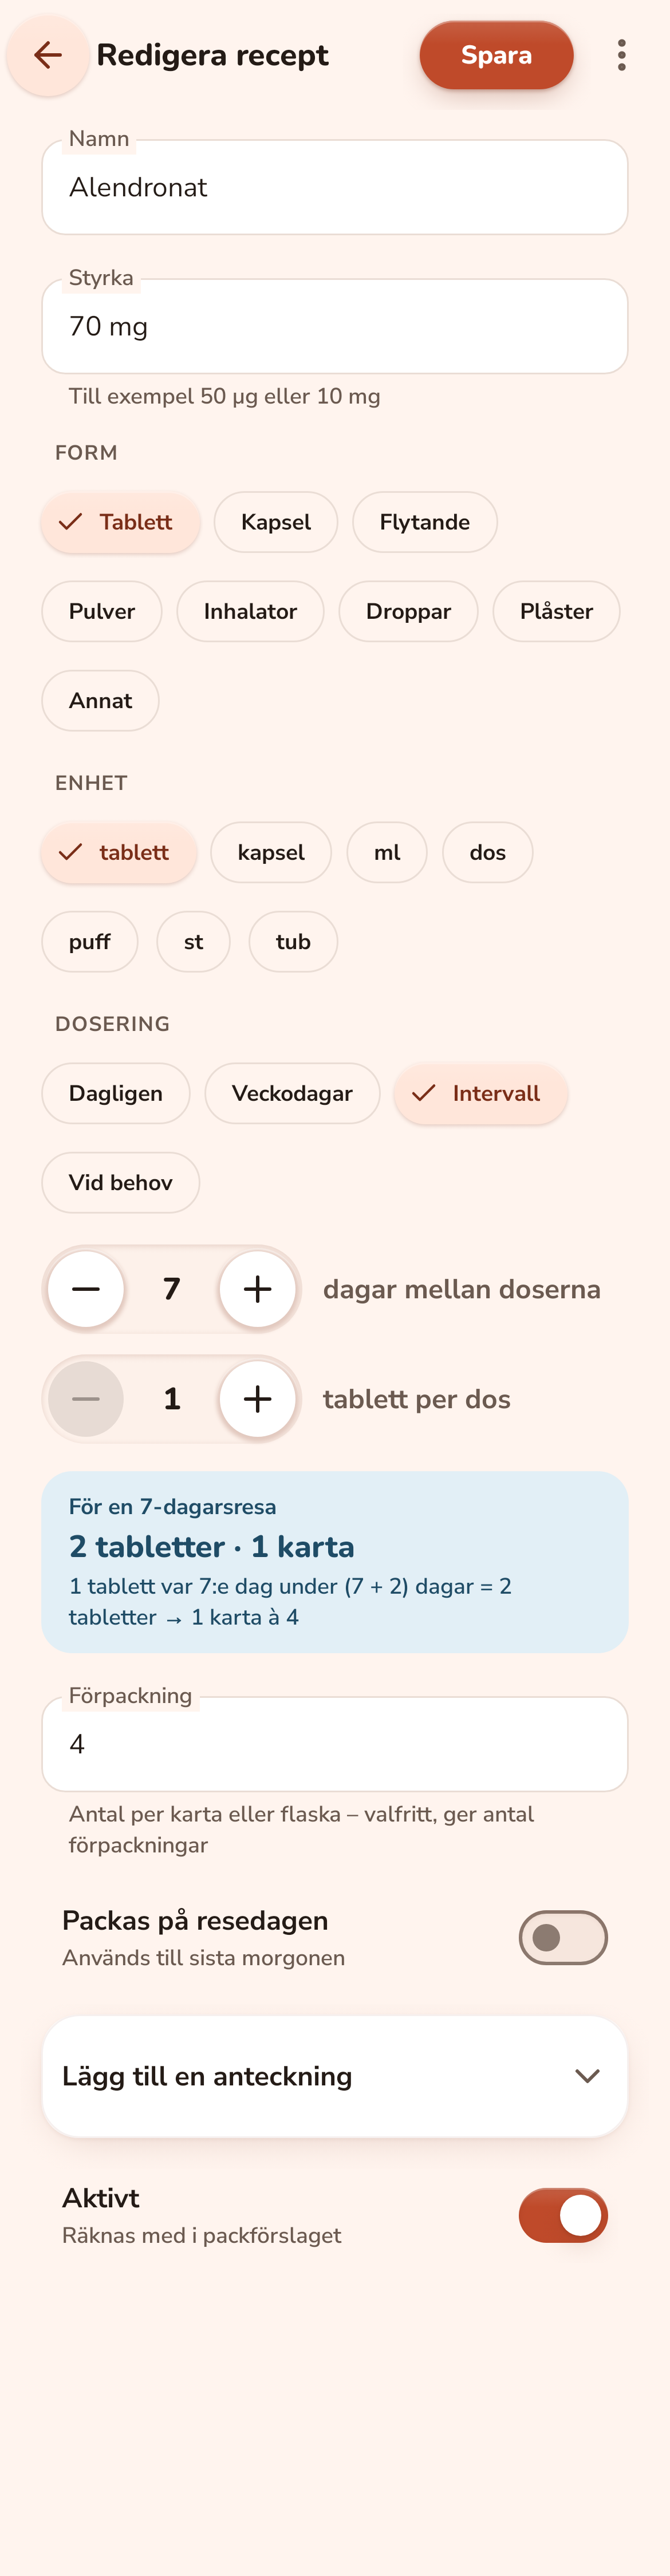 Redigera recept
Spara
Namn
Alendronat
Styrka
70 mg
Till exempel 50 µg eller 10 mg
FORM
Tablett
Kapsel
Flytande
Pulver
Inhalator
Droppar
Plåster
Annat
ENHET
tablett
kapsel
ml
dos
puff
st
tub
DOSERING
Dagligen
Veckodagar
Intervall
Vid behov
7
dagar mellan doserna
1
tablett per dos
För en 7-dagarsresa
2 tabletter · 1 karta
1 tablett var 7:e dag under (7 + 2) dagar = 2
tabletter → 1 karta à 4
Förpackning
4
Antal per karta eller flaska – valfritt, ger antal
förpackningar
Packas på resedagen
Används till sista morgonen
Lägg till en anteckning
Aktivt
Räknas med i packförslaget